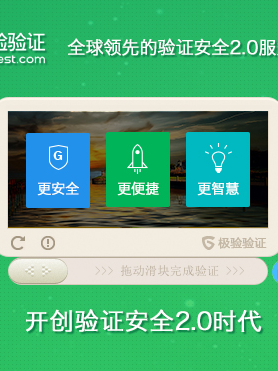 验验证
全球领先的验证安全2.0服
est.com
G
更安全
更便捷
更智慧
极验验证
>>> 拖动滑块完成验证 >>>
开创验证安全2.0时代